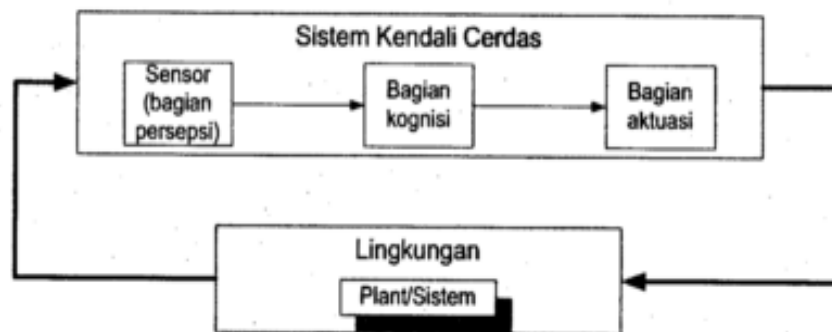 Sistem Kendali Cerdas
Sensor
(bagian
persepsi)
Bagian
kognisi
Bagian
aktuasi
Lingkungan
Plant/Sistem